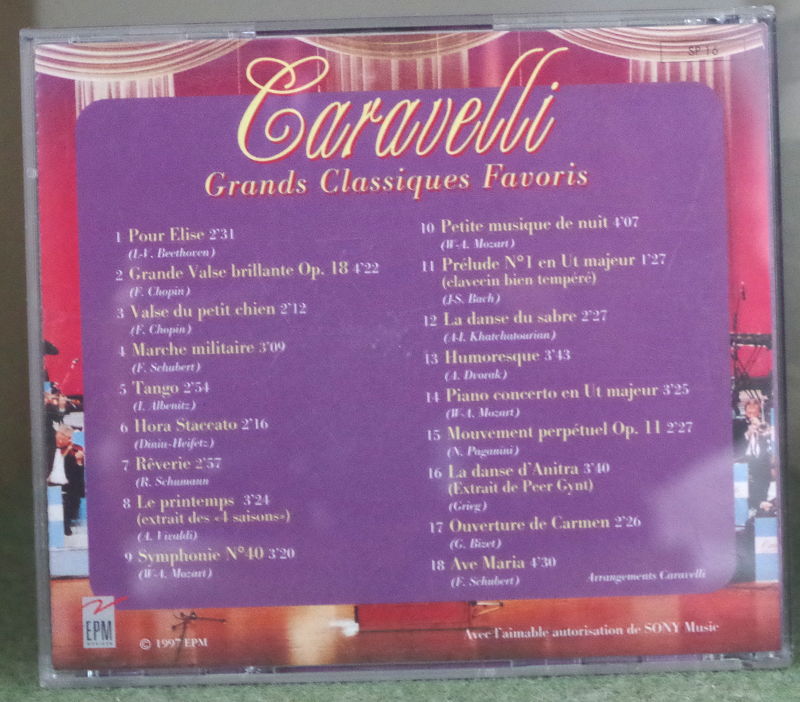 SP 16
Caravelli
Grands Classiques Favoris
1 Pour Elise 2'31
(L-V. Beethoven)
2 Grande Valse brillante Op. 18 4'22
(F. Chopin)
3 Valse du petit chien 2'12
(F. Chopin)
4 Marche militaire 3'09
(F. Schubert)
5 Tango 2'54
(I. Albenitz)
6 Hora Staccato 2'16
(Diniu-Heifetz)
7 Rêverie 2'57
(R. Schumann
8 Le printemps 3'24
(extrait des «4 saisons»)
(A. Vivaldi)
9 Symphonie N°40 3'20
(W-A. Mozart)
10 Petite musique de nuit 4'07
(W-A. Mozart)
11 Prélude N°1 en Ut majeur 1'27
(clavecin bien tempéré)
(J-S. Bach)
12 La danse du sabre 2'27
(A-I. Khatchatourian)
13 Humoresque 3'43
(A. Dvorak)
14 Piano concerto en Ut majeur 3'25
(W-A. Mozart)
15 Mouvement perpétuel Op. 11 2'27
(N. Paganini)
16 La danse d'Anitra 3'40
(Extrait de Peer Gynt)
(Grieg)
17 Ouverture de Carmen 2'26
(G. Bizet)
18 Ave Maria 4'30
(F. Schubert)
Arrangements Caravelli
EPM
© 1997 EPM
Avec l'aimable autorisation de SONY Music